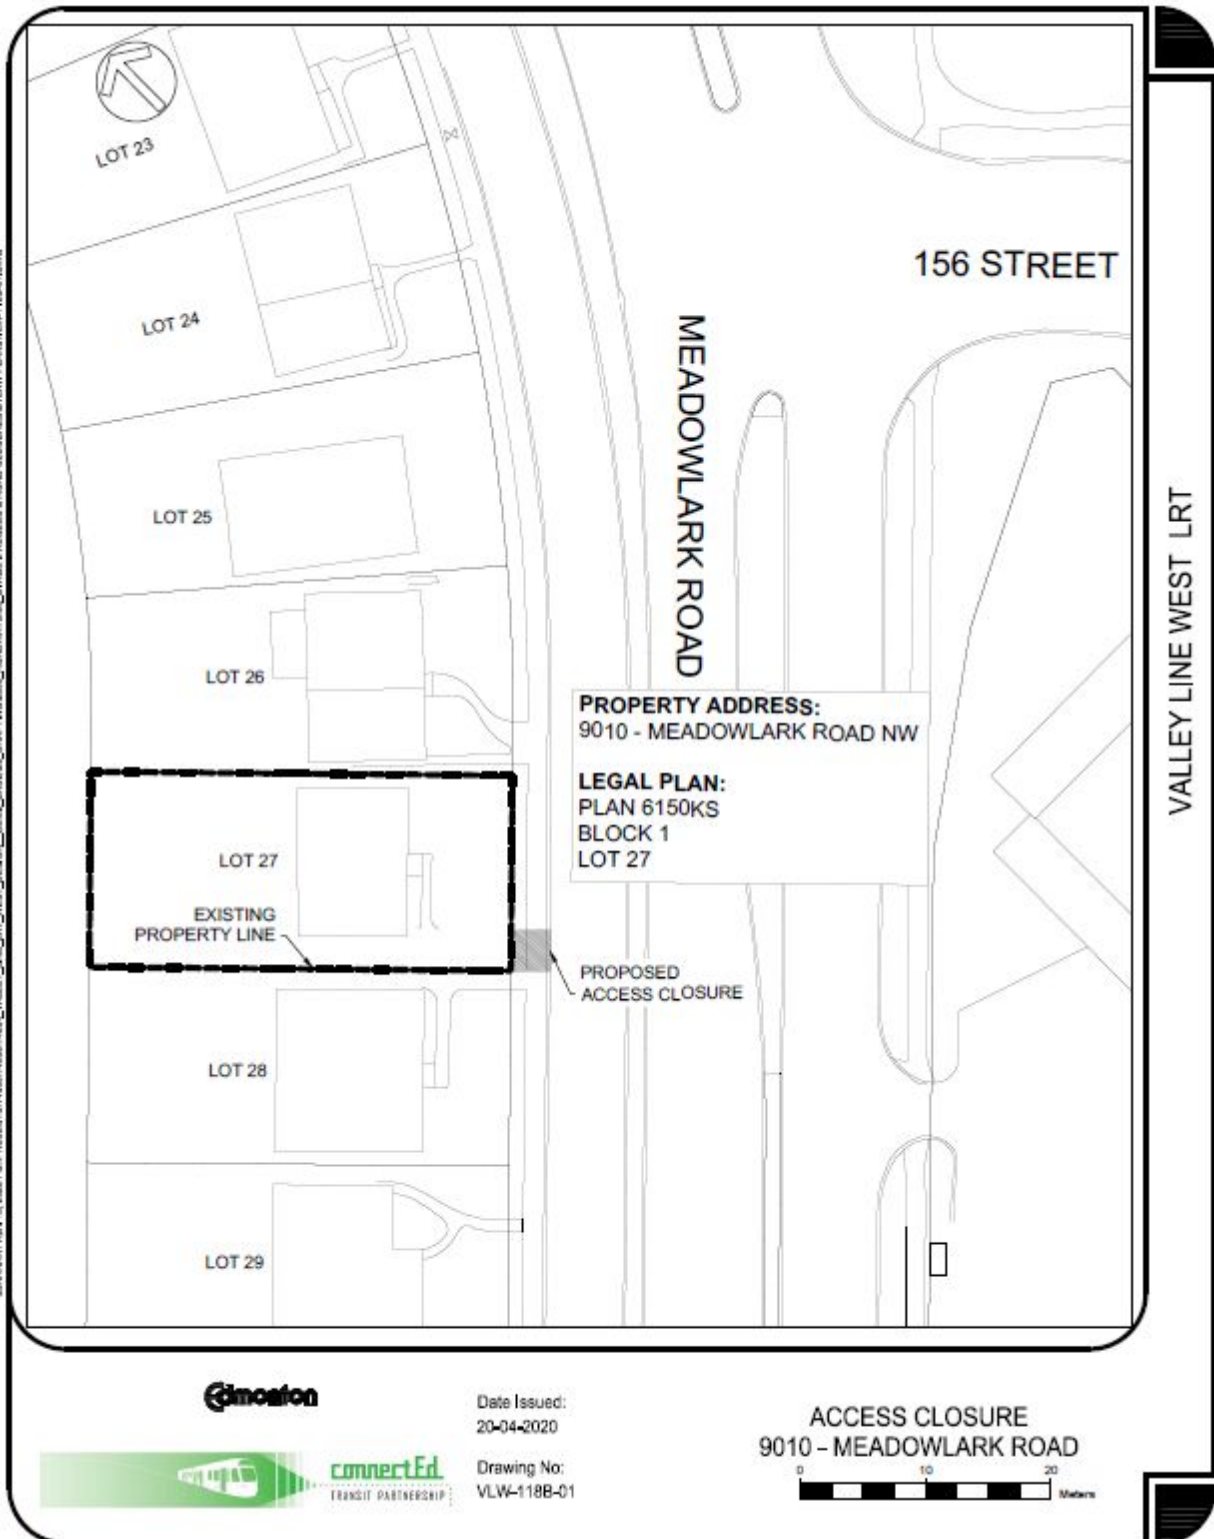 LOT 23
156 STREET
LOT 24
MEADOWLARK ROAD
LOT 25
LOT 26
PROPERTY ADDRESS:
9010 - MEADOWLARK ROAD NW
LEGAL PLAN:
PLAN 6150KS
BLOCK 1
LOT 27
LOT 27
EXISTING
PROPERTY LINE
PROPOSED
ACCESS CLOSURE
LOT 28
LOT 29
VALLEY LINE WEST LRT
Edmonton
connectEd
TRANSIT PARTNERSHIP
Date Issued:
20-04-2020
Drawing No:
VLW-118B-01
ACCESS CLOSURE
9010 - MEADOWLARK ROAD
0 10 20
Meters